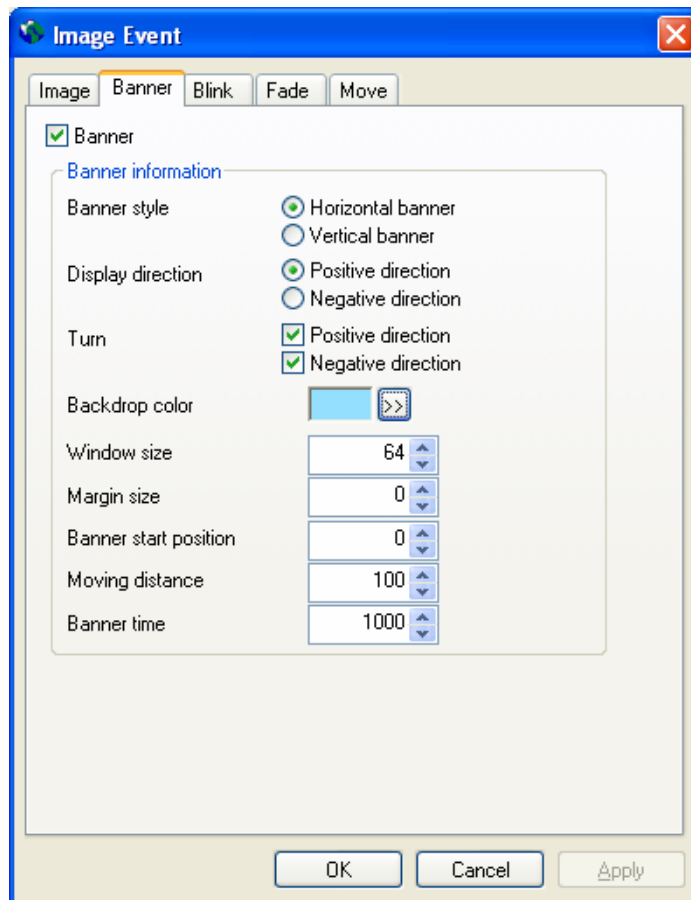 Image Event
Image Banner Blink Fade Move
Banner
Banner information
Banner style Horizontal banner
Vertical banner
Display direction Positive direction
Negative direction
Turn Positive direction
Negative direction
Backdrop color >>
Window size 64
Margin size 0
Banner start position 0
Moving distance 100
Banner time 1000
OK Cancel Apply